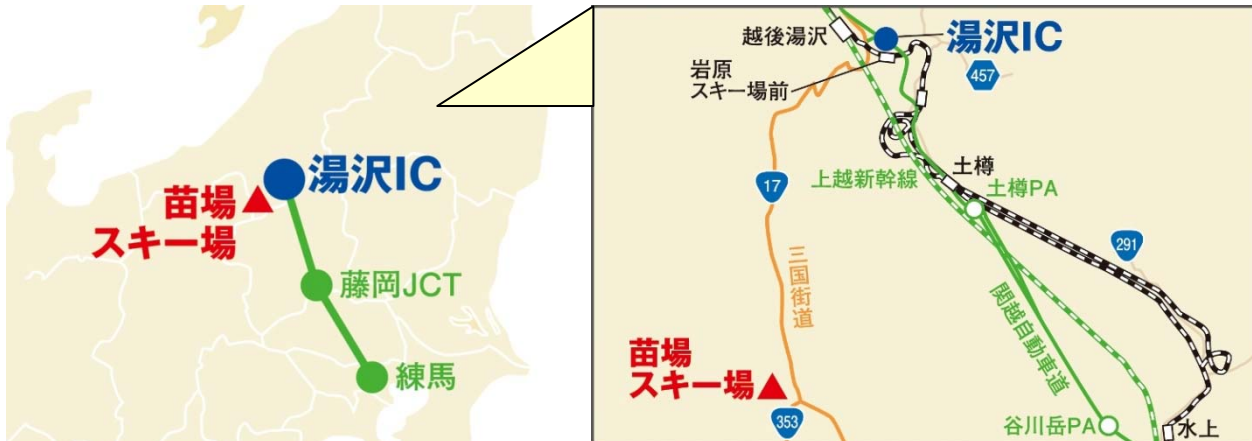 湯沢IC
苗場
スキー場
藤岡JCT
練馬
越後湯沢
湯沢IC
岩原
スキー場前
457
土樽
上越新幹線
土樽PA
17
291
三国街道
関越自動車道
苗場
スキー場
353
谷川岳PA
水上